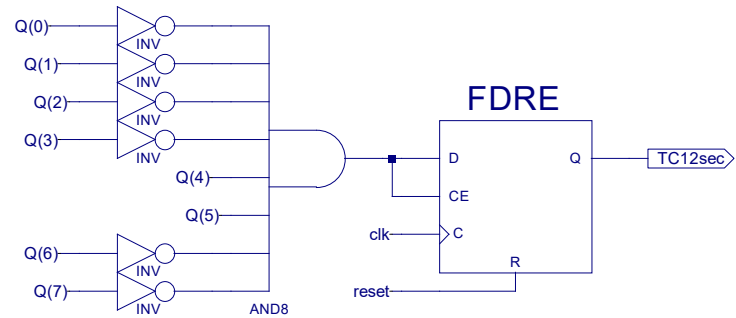 Q(0)
INV
Q(1)
INV
Q(2)
INV
Q(3)
INV
Q(4)
Q(5)
Q(6)
INV
Q(7)
INV
AND8
FDRE
D
Q
CE
clk
C
R
reset
TC12sec